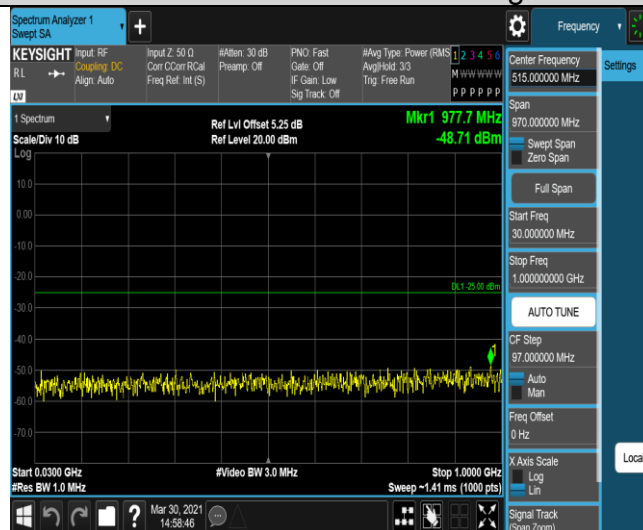 Spectrum Analyzer 1
Swept SA
+
Frequency
KEYSIGHT
RL
Input: RF
Coupling: DC
Align: Auto
Input Z: 50 Ω
Corr CCorr RCal
Freq Ref: Int (S)
#Atten: 30 dB
Preamp: Off
PNO: Fast
Gate: Off
IF Gain: Low
Sig Track: Off
#Avg Type: Power (RMS
Avg|Hold: 3/3
Trig: Free Run
1 2 3 4 5 6
M W W W W W
P P P P P P
LXI
1 Spectrum
Scale/Div 10 dB
Log
Ref Lvl Offset 5.25 dB
Ref Level 20.00 dBm
Mkr1 977.7 MHz
-48.71 dBm
10.0
0.00
-10.0
-20.0
DL1 -25.00 dBm
-30.0
-40.0
1
-50.0
-60.0
-70.0
Start 0.0300 GHz
#Res BW 1.0 MHz
#Video BW 3.0 MHz
Stop 1.0000 GHz
Sweep ~1.41 ms (1000 pts)
?
Mar 30, 2021
14:58:46
Center Frequency
515.000000 MHz
Span
970.000000 MHz
Swept Span
Zero Span
Full Span
Start Freq
30.000000 MHz
Stop Freq
1.000000000 GHz
AUTO TUNE
CF Step
97.000000 MHz
Auto
Man
Freq Offset
0 Hz
X Axis Scale
Log
Lin
Signal Track
(Span Zoom)
Settings
Local